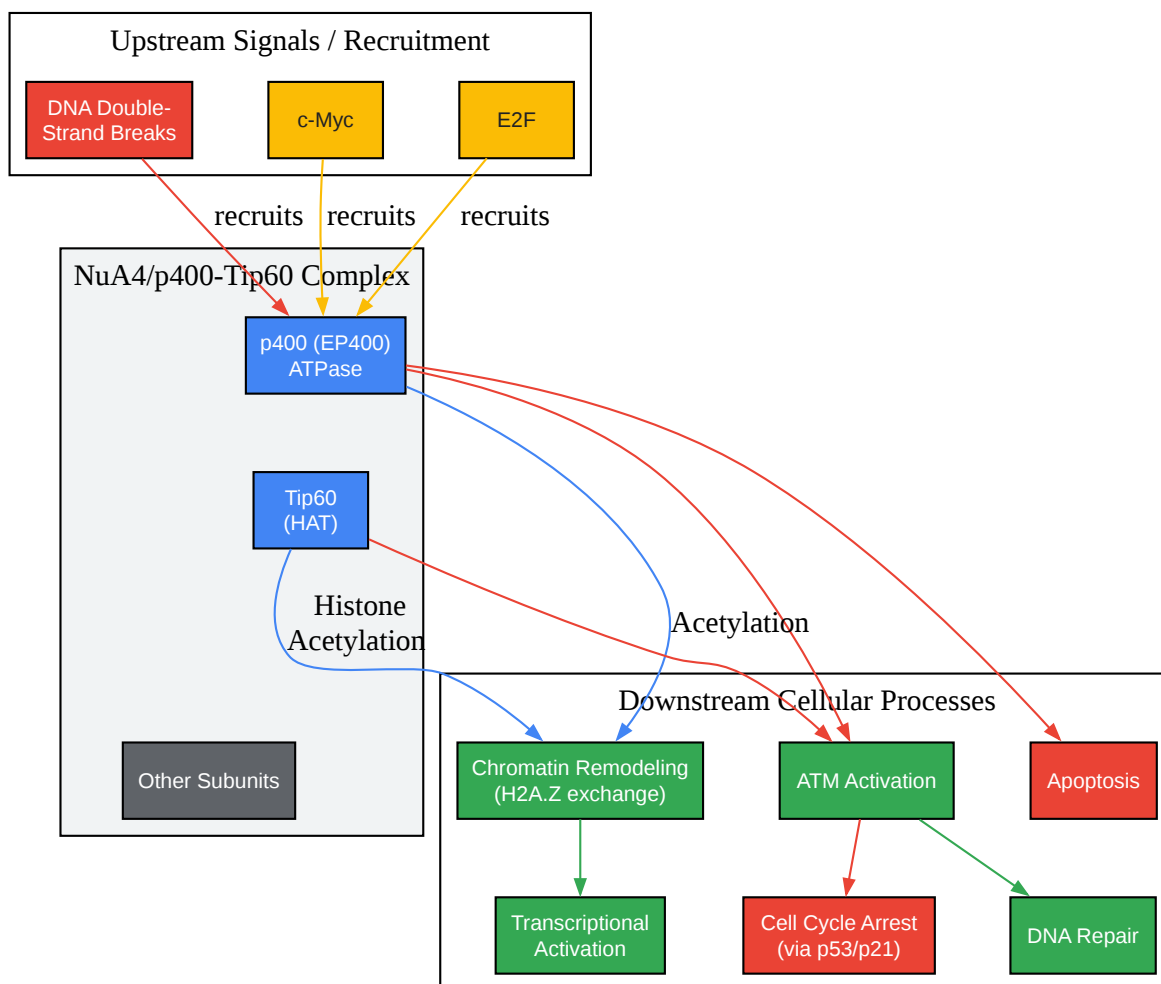 Upstream Signals / Recruitment
DNA Double-
Strand Breaks
c-Myc
E2F
recruits
recruits
recruits
NuA4/p400-Tip60 Complex
p400 (EP400)
ATPase
Tip60
(HAT)
Histone
Acetylation
Acetylation
Downstream Cellular Processes
Other Subunits
Chromatin Remodeling
(H2A.Z exchange)
ATM Activation
Apoptosis
Transcriptional
Activation
Cell Cycle Arrest
(via p53/p21)
DNA Repair